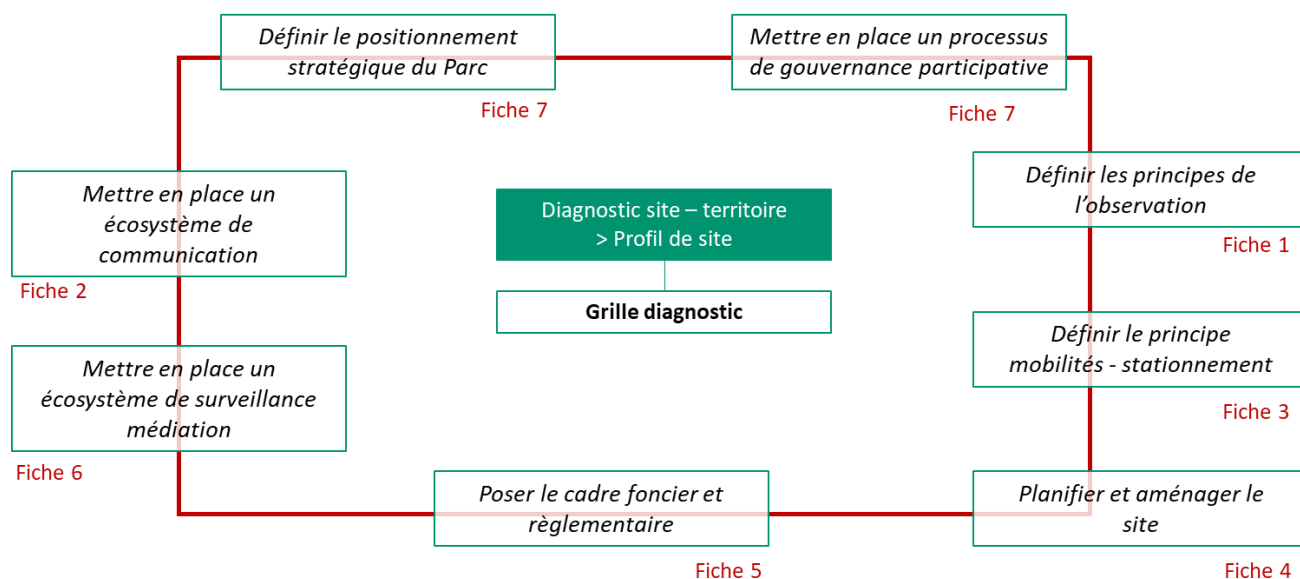 Définir le positionnement
stratégique du Parc
Fiche 7
Mettre en place un processus
de gouvernance participative
Fiche 7
Mettre en place un
écosystème de
communication
Fiche 2
Diagnostic site – territoire
> Profil de site
Grille diagnostic
Définir les principes de
l’observation
Fiche 1
Mettre en place un
écosystème de surveillance
médiation
Fiche 6
Définir le principe
mobilités - stationnement
Fiche 3
Poser le cadre foncier et
règlementaire
Fiche 5
Planifier et aménager le
site
Fiche 4